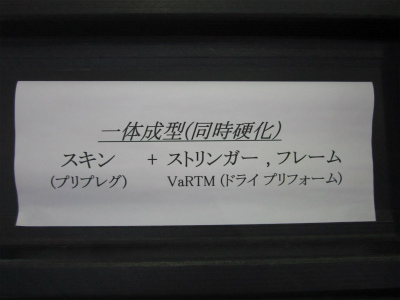 一体成型(同時硬化)
スキン + ストリンガー , フレーム
(プリプレグ) VaRTM (ドライ プリフォーム)